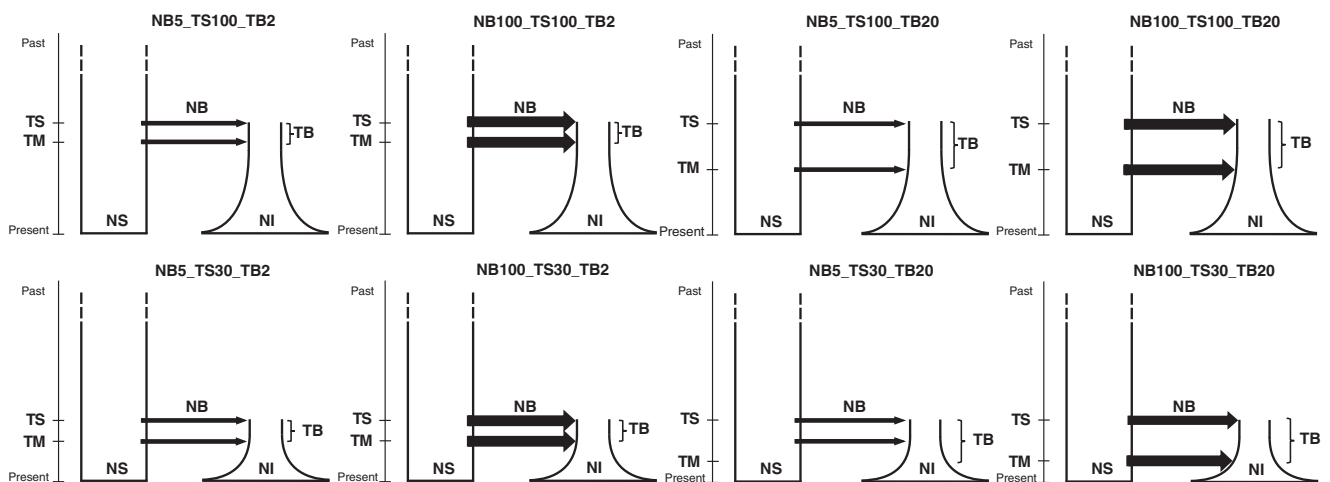 NB5_TS100_TB2 NB100_TS100_TB2 NB5_TS100_TB20 NB100_TS100_TB20
Past Past Past Past
NB NB NB NB
TS TS TS TS
TB TB TB TB
TM TM TM TM
NS NI NS NI NS NI NS NI
Present Present Present Present
NB5_TS30_TB2 NB100_TS30_TB2 NB5_TS30_TB20 NB100_TS30_TB20
Past Past Past Past
NB NB NB NB
TS TS TS TS
TB TB TB TB
TM TM TM TM
NS NI NS NI NS NI NS NI
Present Present Present Present